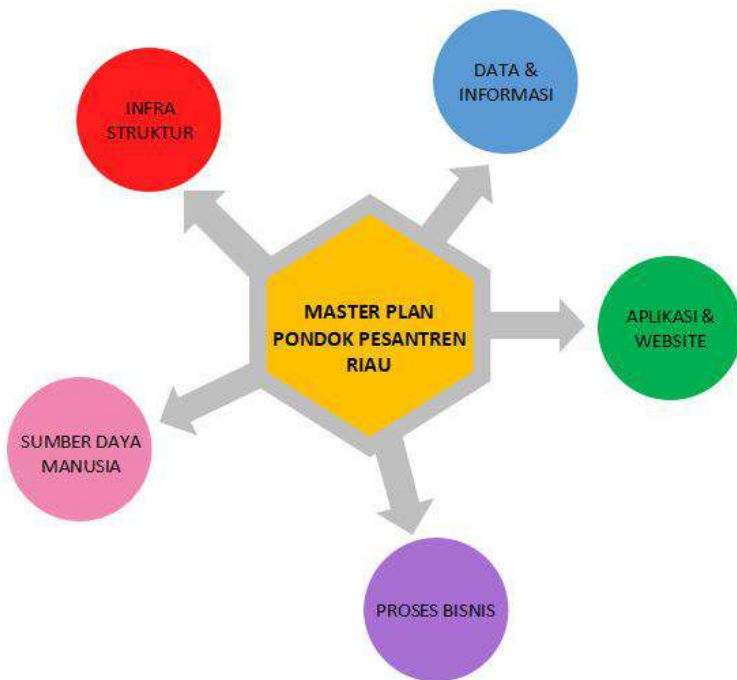 INFRA
STRUKTUR
DATA &
INFORMASI
MASTER PLAN
PONDOK PESANTREN
RIAU
APLIKASI &
WEBSITE
SUMBER DAYA
MANUSIA
PROSES BISNIS